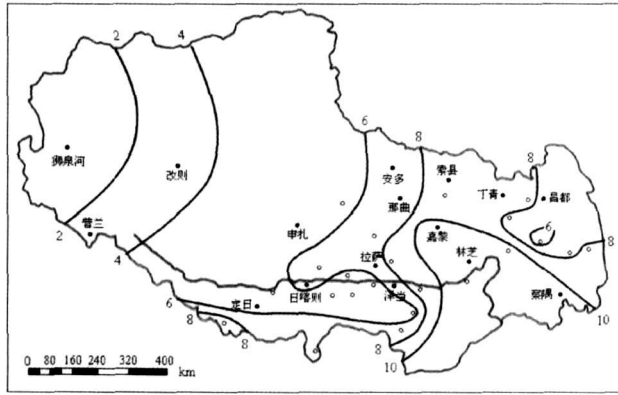 2
4
6
8
8
狮泉河
改则
安多
索县
丁青
昌都
那曲
普兰
申扎
嘉黎
6
2
4
拉萨
林芝
8
日喀则
泽当
察隅
定日
6
8
8
8
10
10
0 80 160 240 320 400
km